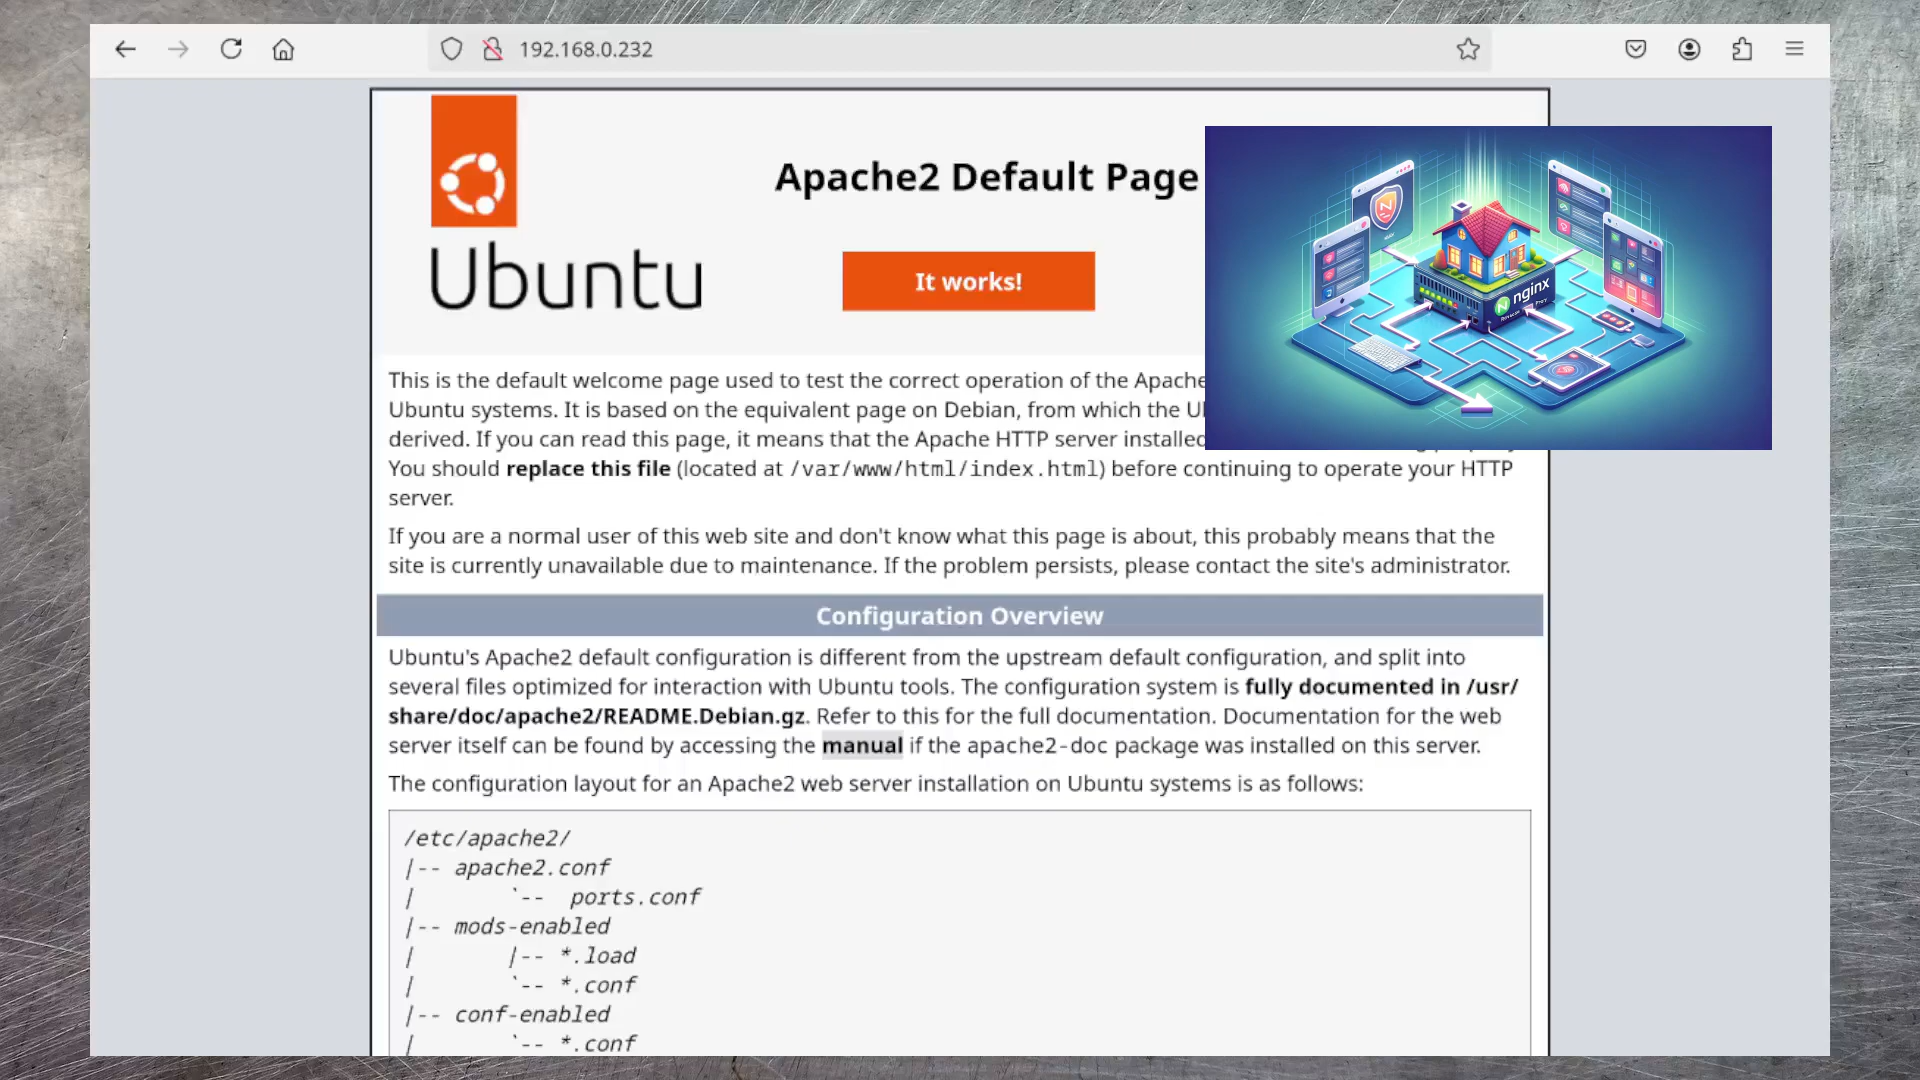 192.168.0.232
Apache2 Default Page
Ubuntu
It works!
nginx
This is the default welcome page used to test the correct operation of the Apache
Ubuntu systems. It is based on the equivalent page on Debian, from which the
derived. If you can read this page, it means that the Apache HTTP server installed
You should replace this file (located at /var/www/html/index.html) before continuing to operate your HTTP
server.
If you are a normal user of this web site and don't know what this page is about, this probably means that the
site is currently unavailable due to maintenance. If the problem persists, please contact the site's administrator.
Configuration Overview
Ubuntu's Apache2 default configuration is different from the upstream default configuration, and split into
several files optimized for interaction with Ubuntu tools. The configuration system is fully documented in /usr/
share/doc/apache2/README.Debian.gz. Refer to this for the full documentation. Documentation for the web
server itself can be found by accessing the manual if the apache2-doc package was installed on this server.
The configuration layout for an Apache2 web server installation on Ubuntu systems is as follows:
/etc/apache2/
|-- apache2.conf
|       `--  ports.conf
|-- mods-enabled
|       |-- *.load
|       `-- *.conf
|-- conf-enabled
|       `-- *.conf